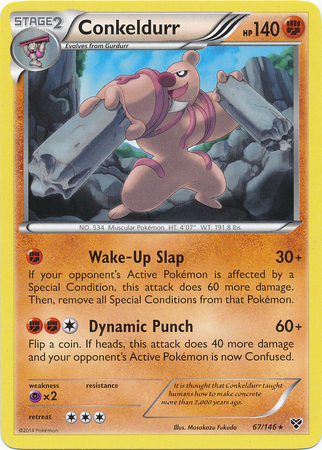 STAGE2
Conkeldurr
HP140
Evolves from Gurdurr
NO. 534 Muscular Pokémon HT. 4'07" WT. 191.8 lbs.
Wake-Up Slap 30+
If your opponent's Active Pokémon is affected by a
Special Condition, this attack does 60 more damage.
Then, remove all Special Conditions from that Pokémon.
Dynamic Punch 60+
Flip a coin. If heads, this attack does 40 more damage
and your opponent's Active Pokémon is now Confused.
weakness resistance
×2
retreat
It is thought that Conkeldurr taught
humans how to make concrete
more than 2,000 years ago.
©2014 Pokémon
Illus. Masakazu Fukuda
67/146★
XY